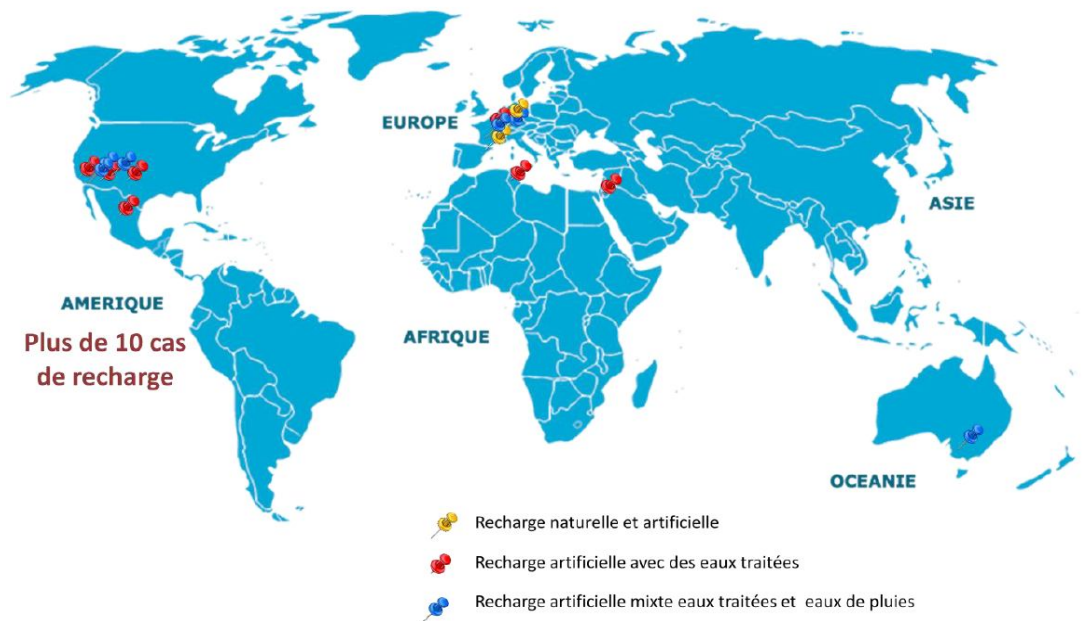 EUROPE
ASIE
AMERIQUE
Plus de 10 cas
de recharge
AFRIQUE
OCEANIE
Recharge naturelle et artificielle
Recharge artificielle avec des eaux traitées
Recharge artificielle mixte eaux traitées et eaux de pluies